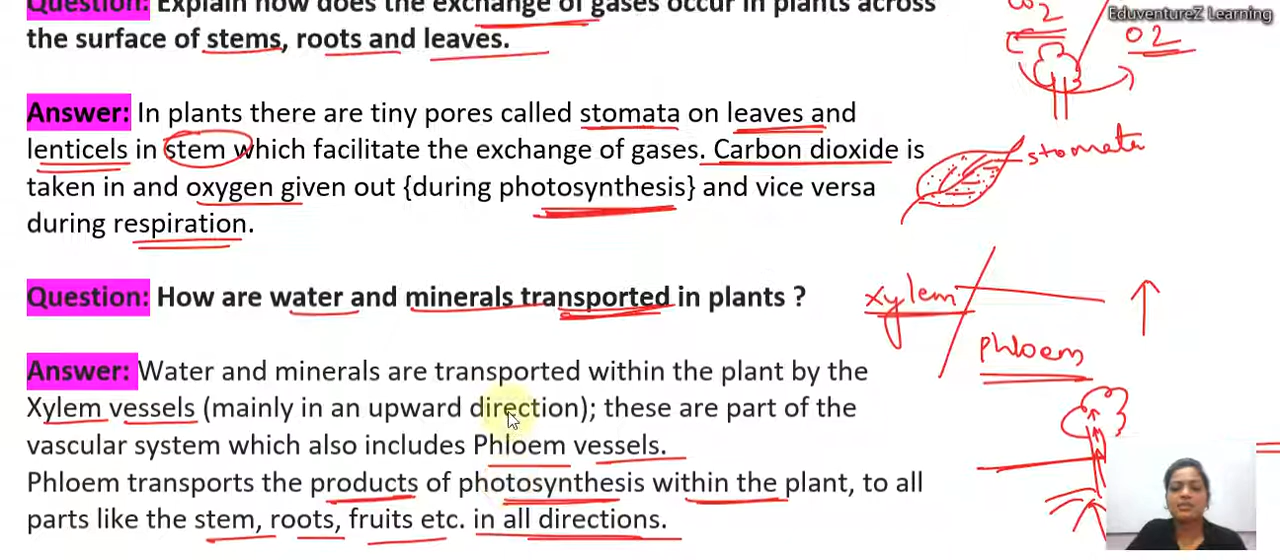 Question: Explain how does the exchange of gases occur in plants across
the surface of stems, roots and leaves.
CO2
EduventureZ Learning
O2
Answer: In plants there are tiny pores called stomata on leaves and
lenticels in stem which facilitate the exchange of gases. Carbon dioxide is
taken in and oxygen given out {during photosynthesis} and vice versa
during respiration.
stomata
Question: How are water and minerals transported in plants ?
xylem
phloem
Answer: Water and minerals are transported within the plant by the
Xylem vessels (mainly in an upward direction); these are part of the
vascular system which also includes Phloem vessels.
Phloem transports the products of photosynthesis within the plant, to all
parts like the stem, roots, fruits etc. in all directions.